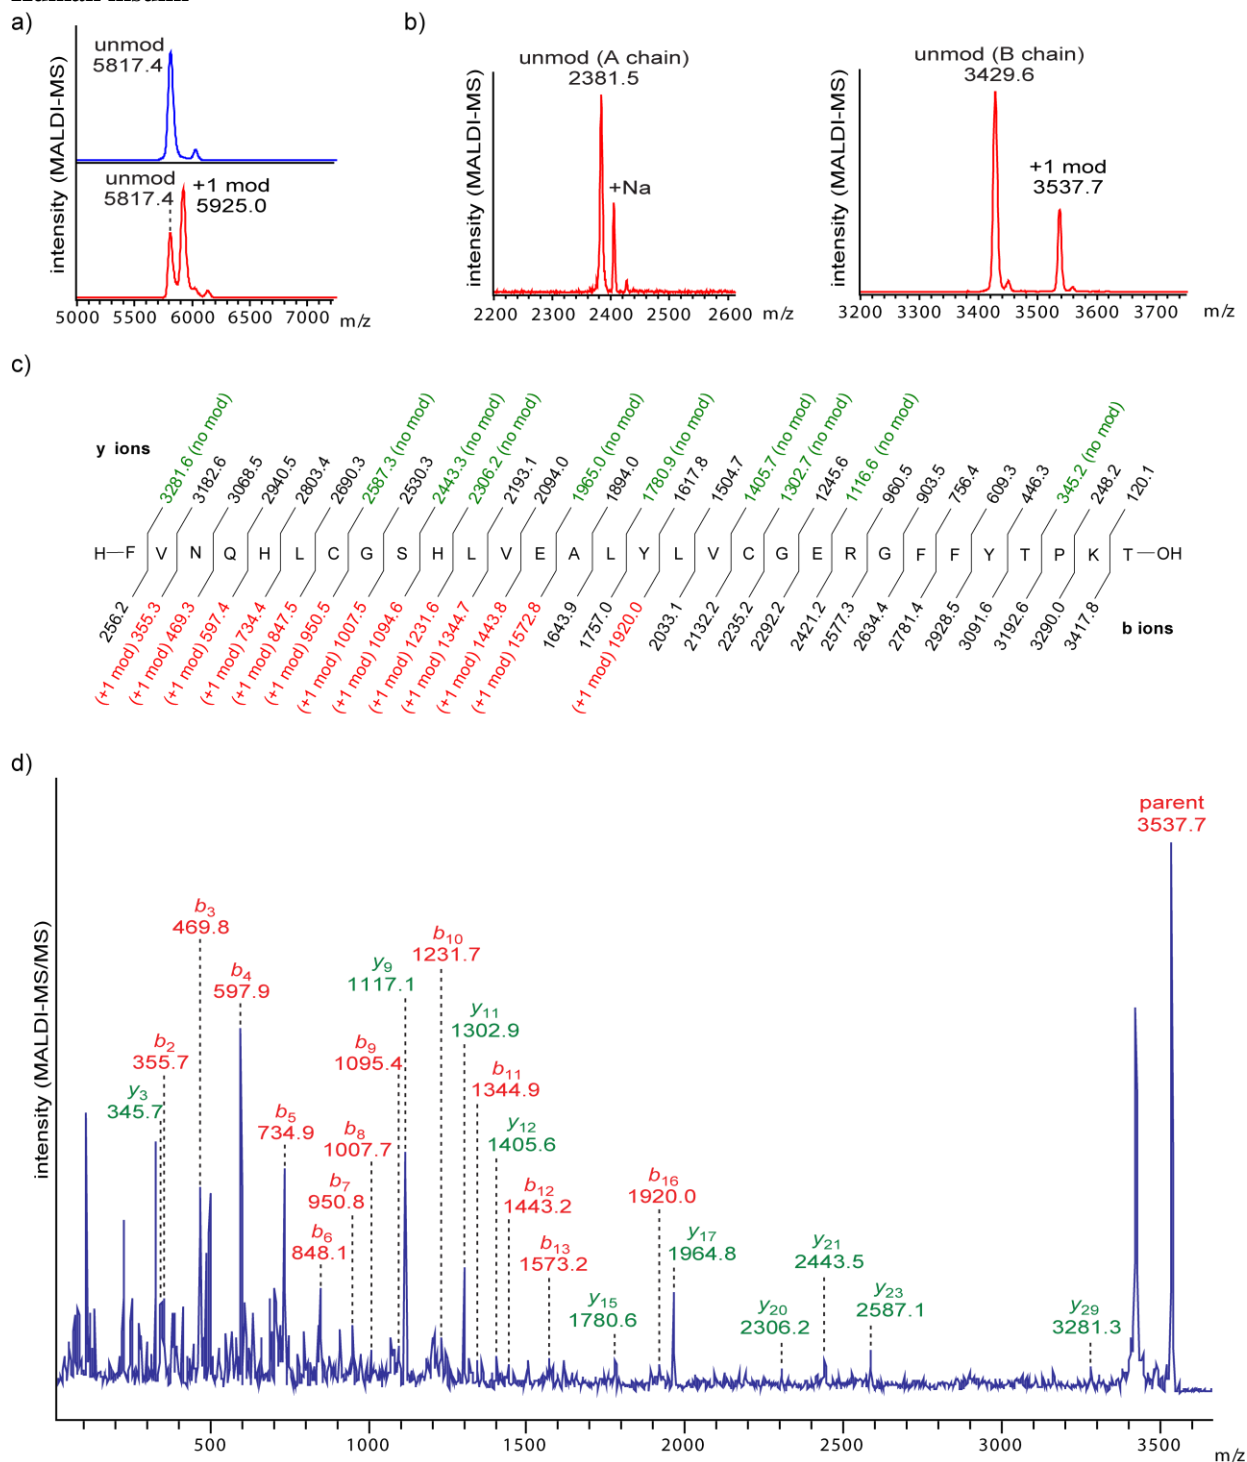 a)
b)
unmod
5817.4
intensity (MALDI-MS)
unmod
5817.4
+1 mod
5925.0
5000 5500 6000 6500 7000 m/z
unmod (A chain)
2381.5
+Na
intensity (MALDI-MS)
2200 2300 2400 2500 2600 m/z
unmod (B chain)
3429.6
+1 mod
3537.7
intensity (MALDI-MS)
3200 3300 3400 3500 3600 3700 m/z
c)
y ions
3281.6 (no mod)
3182.6
3068.5
2940.5
2803.4
2690.3
2587.3 (no mod)
2530.3
2443.3 (no mod)
2306.2 (no mod)
2193.1
2094.0
1965.0 (no mod)
1894.0
1780.9 (no mod)
1617.8
1504.7
1405.7 (no mod)
1302.7 (no mod)
1245.6
1116.6 (no mod)
960.5
903.5
756.4
609.3
446.3
345.2 (no mod)
248.2
120.1
H F V N Q H L C G S H L V E A L Y L V C G E R G F F Y T P K T OH
256.2
(+1 mod) 355.3
(+1 mod) 469.3
(+1 mod) 597.4
(+1 mod) 734.4
(+1 mod) 847.5
(+1 mod) 950.5
(+1 mod) 1007.5
(+1 mod) 1094.6
(+1 mod) 1231.6
(+1 mod) 1344.7
(+1 mod) 1443.8
(+1 mod) 1572.8
1643.9
1757.0
(+1 mod) 1920.0
2033.1
2132.2
2235.2
2292.2
2421.2
2577.3
2634.4
2781.4
2928.5
3091.6
3192.6
3290.0
3417.8
b ions
d)
intensity (MALDI-MS/MS)
parent
3537.7
b3
469.8
b4
597.9
b10
1231.7
y9
1117.1
y11
1302.9
b2
355.7
b9
1095.4
b11
1344.9
y3
345.7
b5
734.9
b8
1007.7
y12
1405.6
b7
950.8
b12
1443.2
b16
1920.0
b6
848.1
b13
1573.2
y17
1964.8
y21
2443.5
y15
1780.6
y20
2306.2
y23
2587.1
y29
3281.3
500 1000 1500 2000 2500 3000 3500
m/z